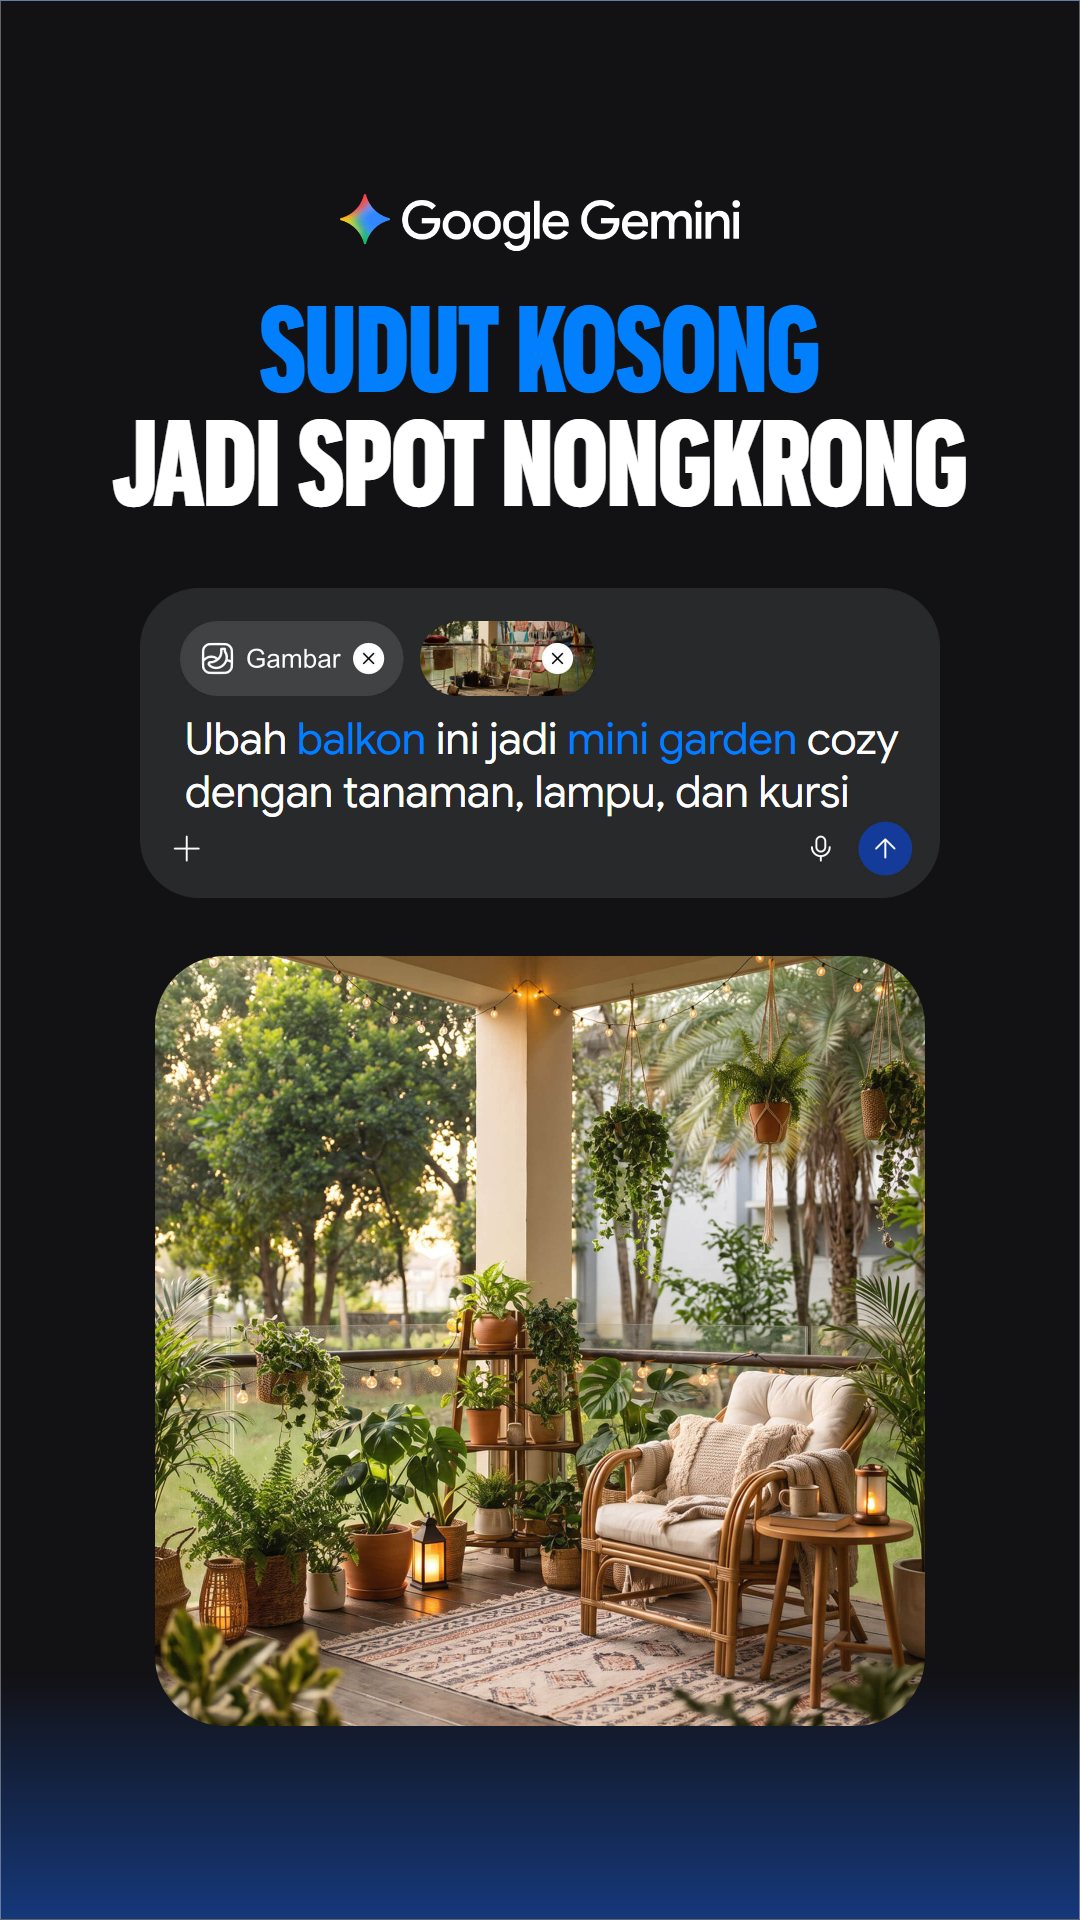 Google Gemini
SUDUT KOSONG
JADI SPOT NONGKRONG
Gambar
Ubah balkon ini jadi mini garden cozy
dengan tanaman, lampu, dan kursi